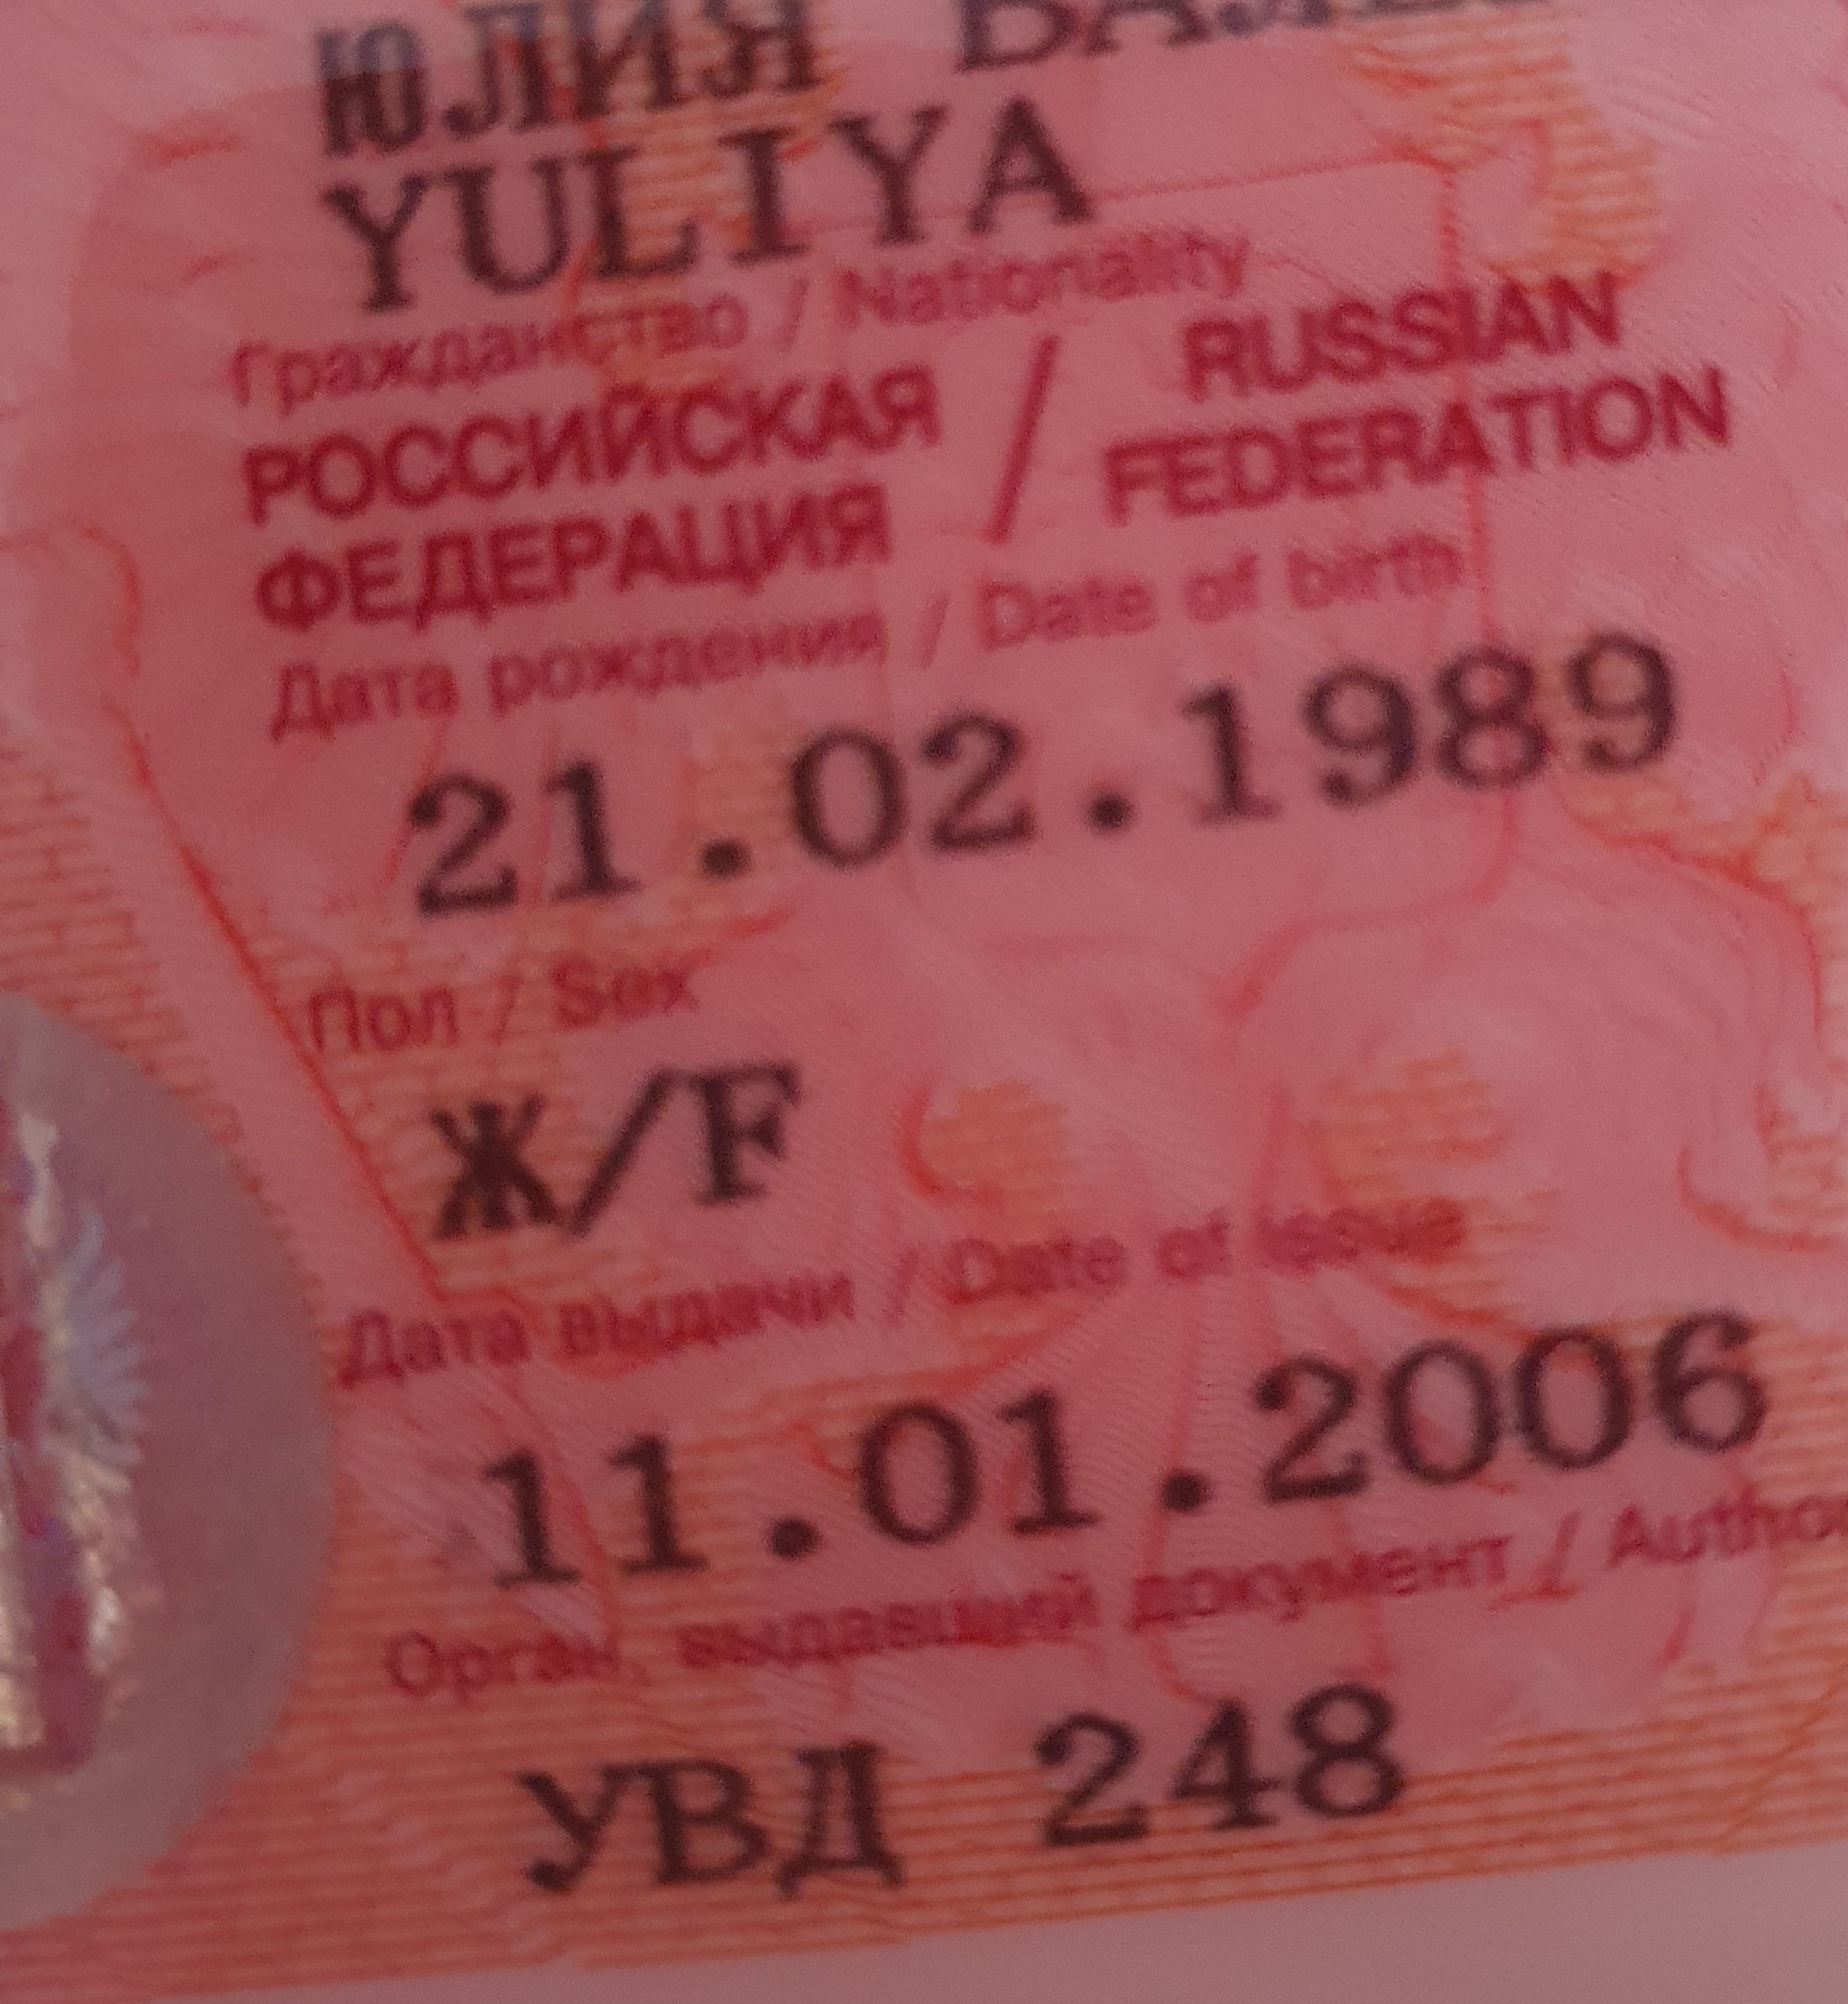 ЮЛИЯ
YULIYA
Гражданство / Nationality
РОССИЙСКАЯ / RUSSIAN
ФЕДЕРАЦИЯ FEDERATION
Дата рождения / Date of birth
21.02.1989
Пол / Sex
Ж/F
Дата выдачи / Date of issue
11.01.2006
Орган, выдавший документ /
УВД 248